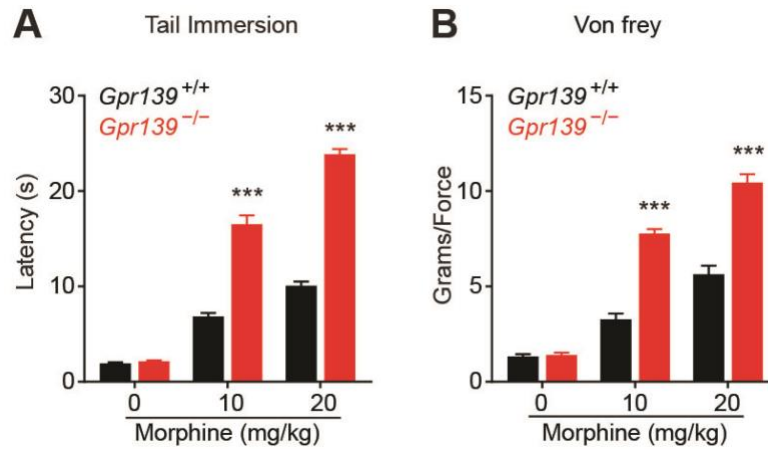 A
Tail Immersion
Gpr139+/+
Gpr139−/−
Latency (s)
30
20
10
0
***
***
0 10 20
Morphine (mg/kg)
B
Von frey
Gpr139+/+
Gpr139−/−
Grams/Force
15
10
5
0
***
***
0 10 20
Morphine (mg/kg)